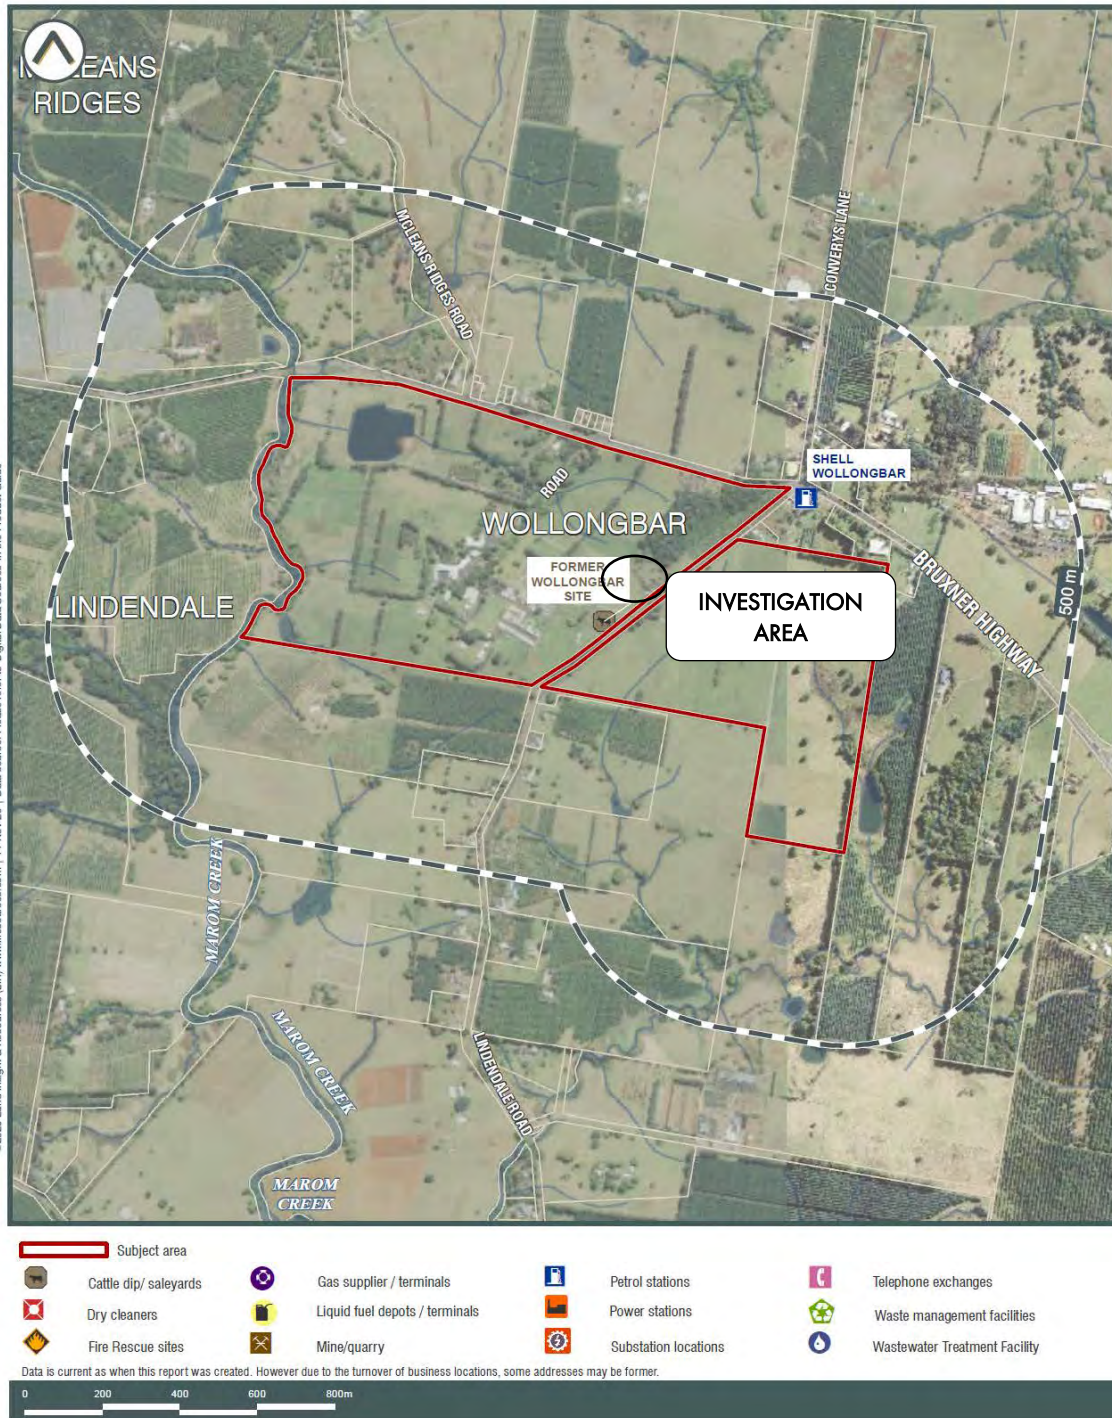 MCLEANS
RIDGES
MCLEANS RIDGES ROAD
CONVERYS LANE
SHELL
WOLLONGBAR
ROAD
WOLLONGBAR
FORMER
WOLLONGBAR
SITE
INVESTIGATION
AREA
BRUXNER HIGHWAY
500 m
LINDENDALE
MAROM CREEK
MAROM CREEK
LINDENDALE ROAD
MAROM
CREEK
Subject area
Cattle dip/ saleyards
Gas supplier / terminals
Petrol stations
Telephone exchanges
Dry cleaners
Liquid fuel depots / terminals
Power stations
Waste management facilities
Fire Rescue sites
Mine/quarry
Substation locations
Wastewater Treatment Facility
Data is current as when this report was created. However due to the turnover of business locations, some addresses may be former.
0 200 400 600 800m